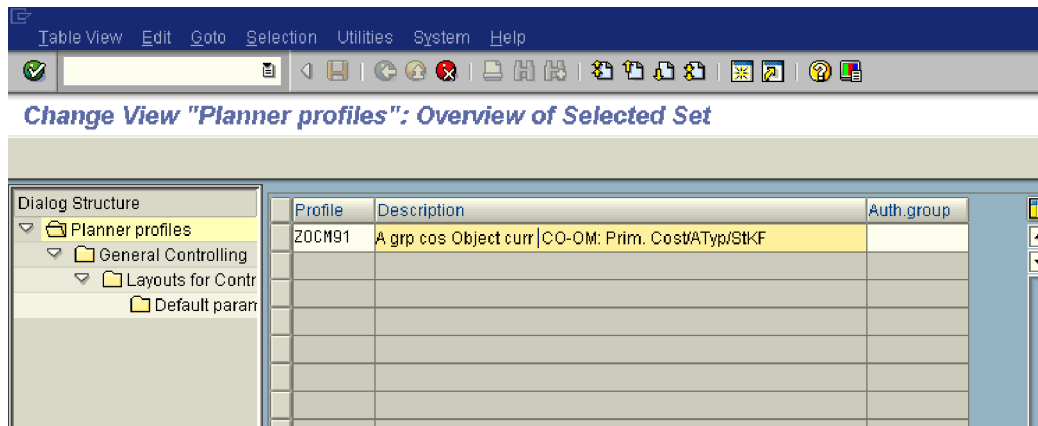 Table View Edit Goto Selection Utilities System Help
Change View "Planner profiles": Overview of Selected Set
Dialog Structure
Planner profiles
General Controlling
Layouts for Contr
Default param
Profile Description Auth.group
ZOCM91 A grp cos Object curr CO-OM: Prim. Cost/ATyp/StKF